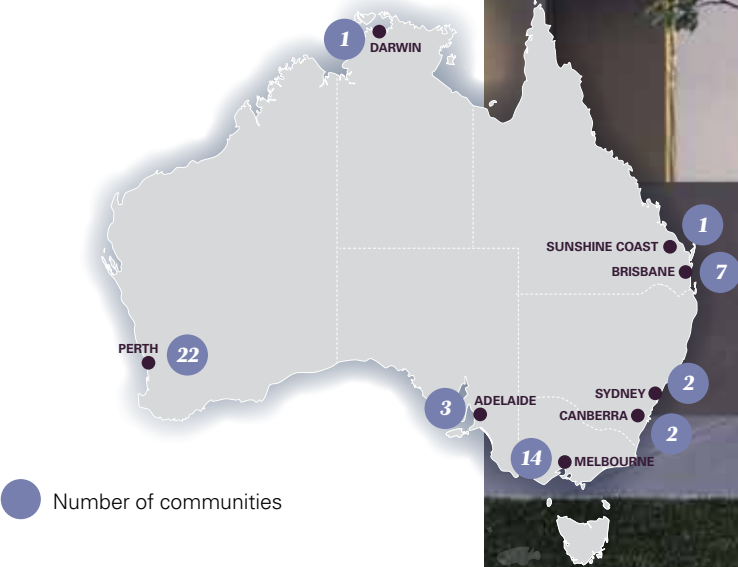 1
DARWIN
1
SUNSHINE COAST
BRISBANE 7
PERTH 22
2
SYDNEY
3 ADELAIDE
CANBERRA
2
14 MELBOURNE
Number of communities